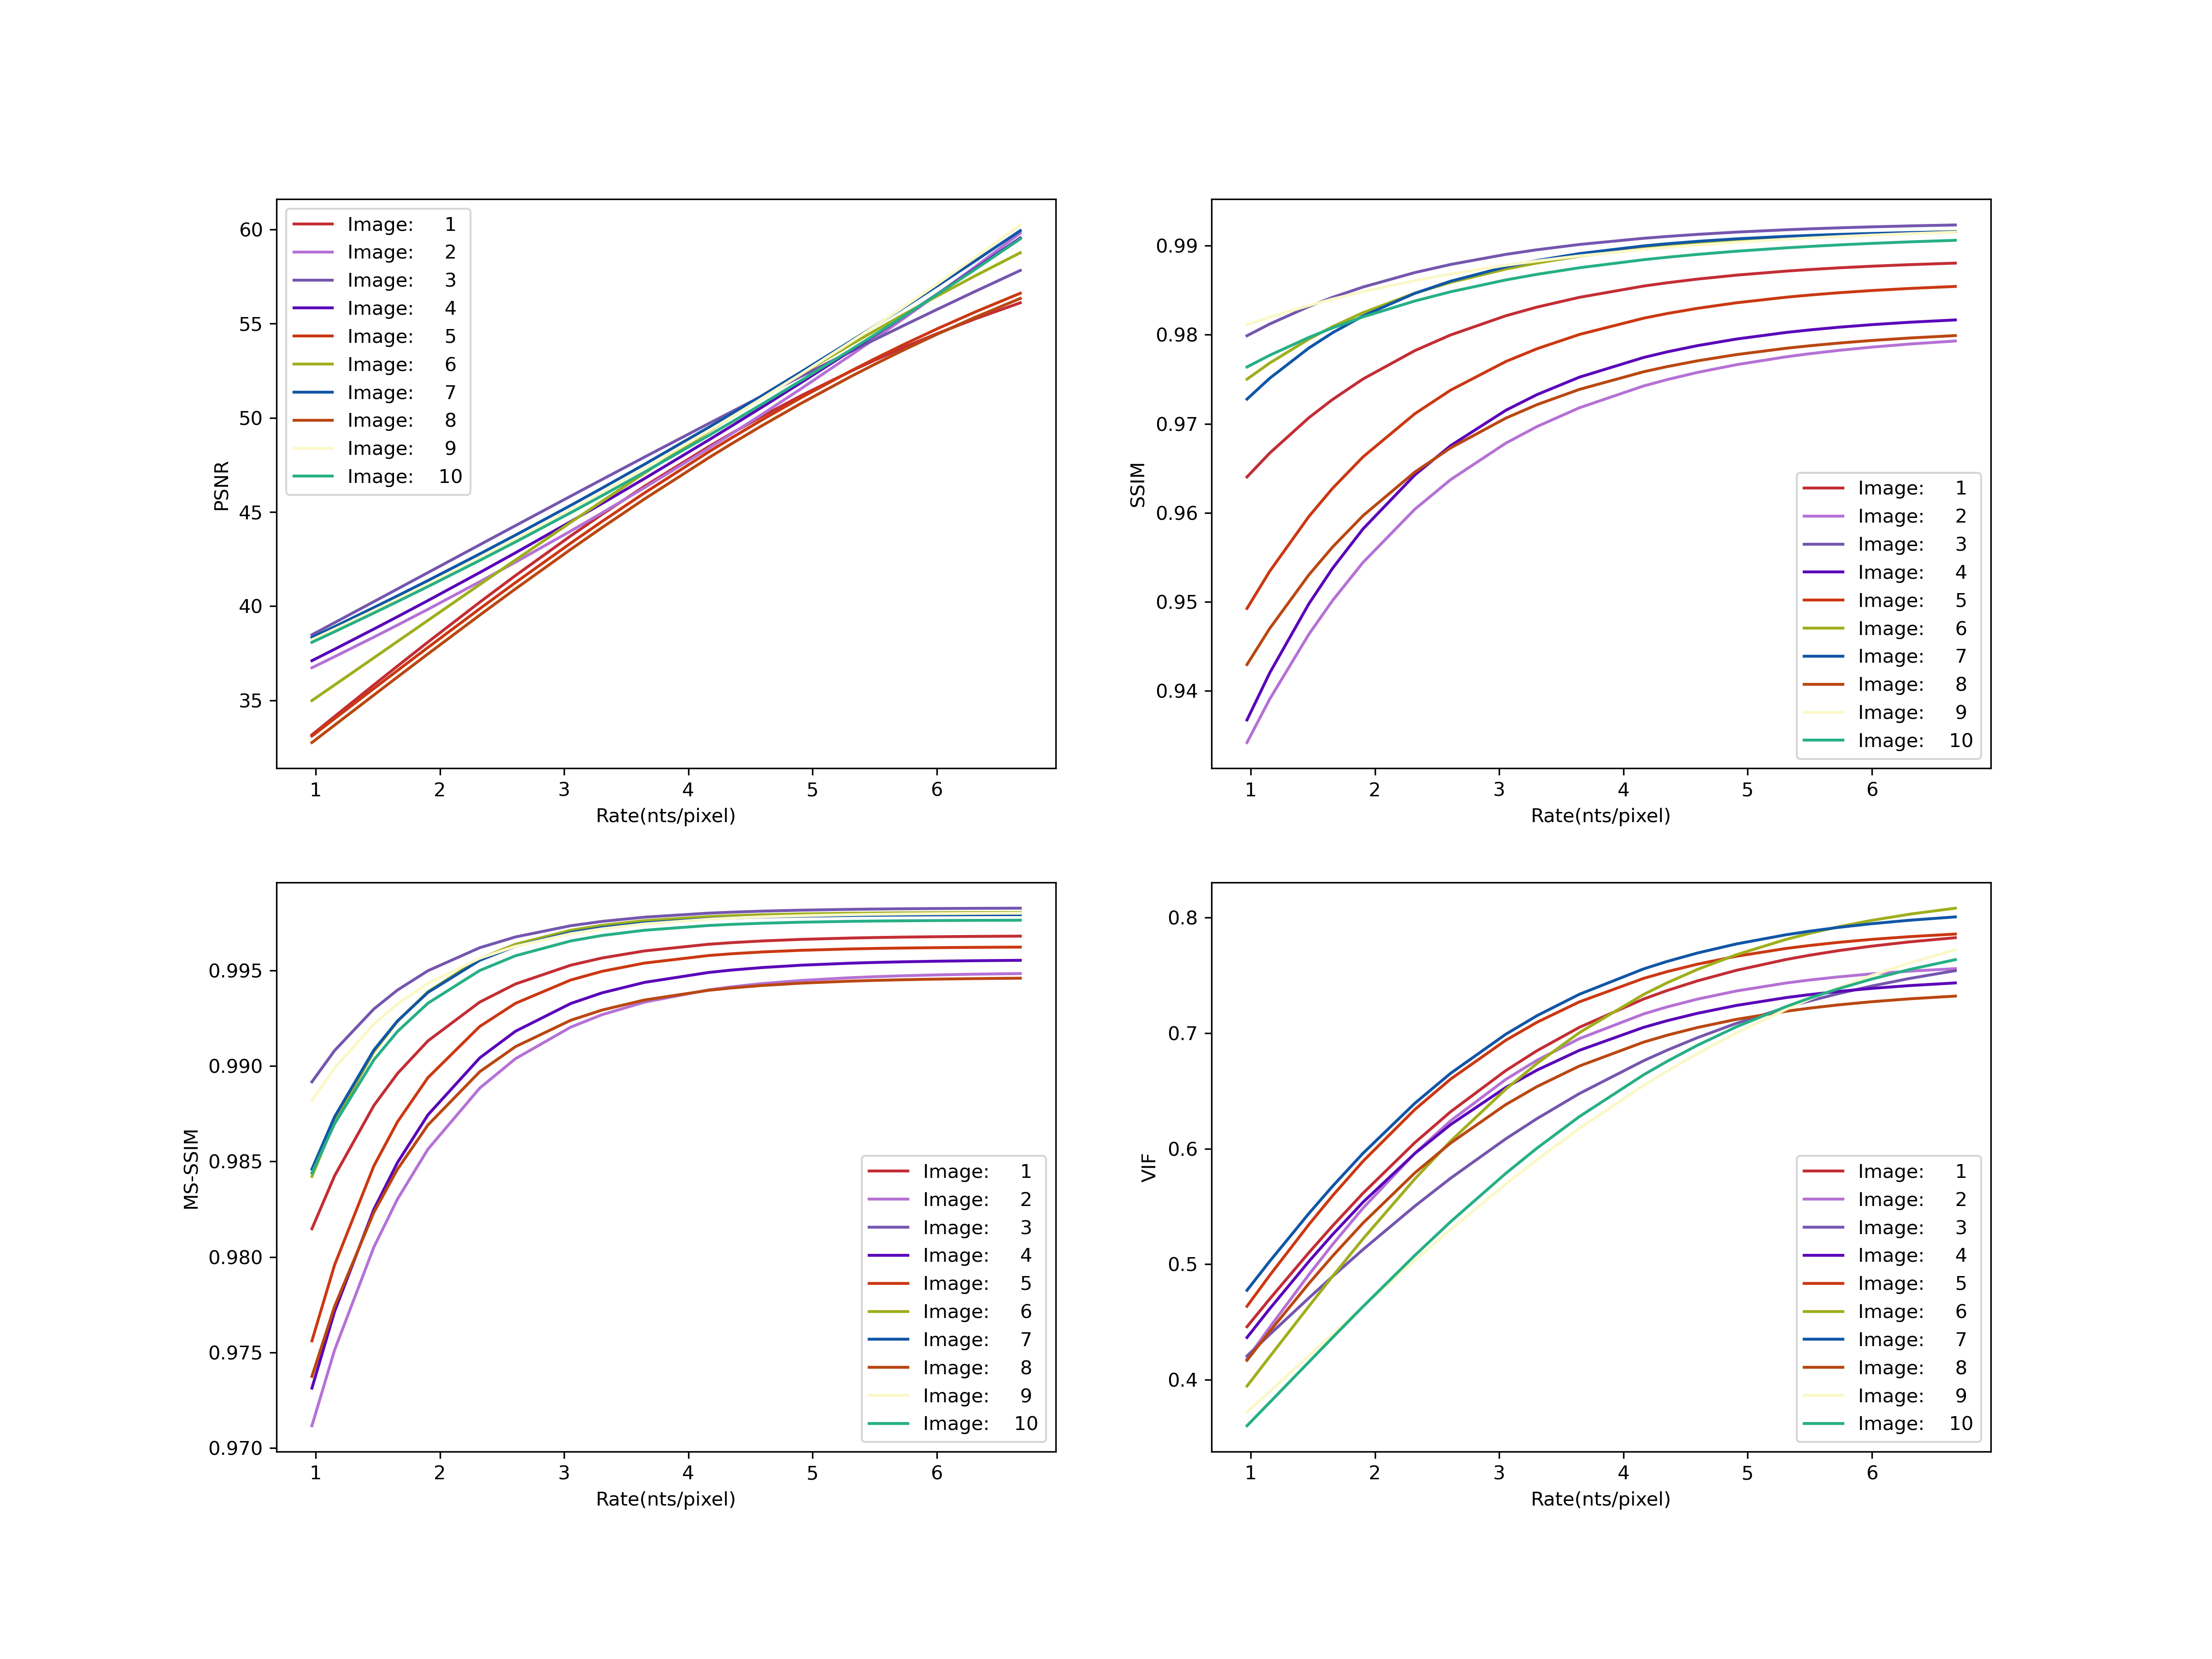 60
55
50
45
40
35
PSNR
1 2 3 4 5 6
Rate(nts/pixel)
Image: 1
Image: 2
Image: 3
Image: 4
Image: 5
Image: 6
Image: 7
Image: 8
Image: 9
Image: 10
0.99
0.98
0.97
0.96
0.95
0.94
SSIM
1 2 3 4 5 6
Rate(nts/pixel)
Image: 1
Image: 2
Image: 3
Image: 4
Image: 5
Image: 6
Image: 7
Image: 8
Image: 9
Image: 10
0.995
0.990
0.985
0.980
0.975
0.970
MS-SSIM
1 2 3 4 5 6
Rate(nts/pixel)
Image: 1
Image: 2
Image: 3
Image: 4
Image: 5
Image: 6
Image: 7
Image: 8
Image: 9
Image: 10
0.8
0.7
0.6
0.5
0.4
VIF
1 2 3 4 5 6
Rate(nts/pixel)
Image: 1
Image: 2
Image: 3
Image: 4
Image: 5
Image: 6
Image: 7
Image: 8
Image: 9
Image: 10